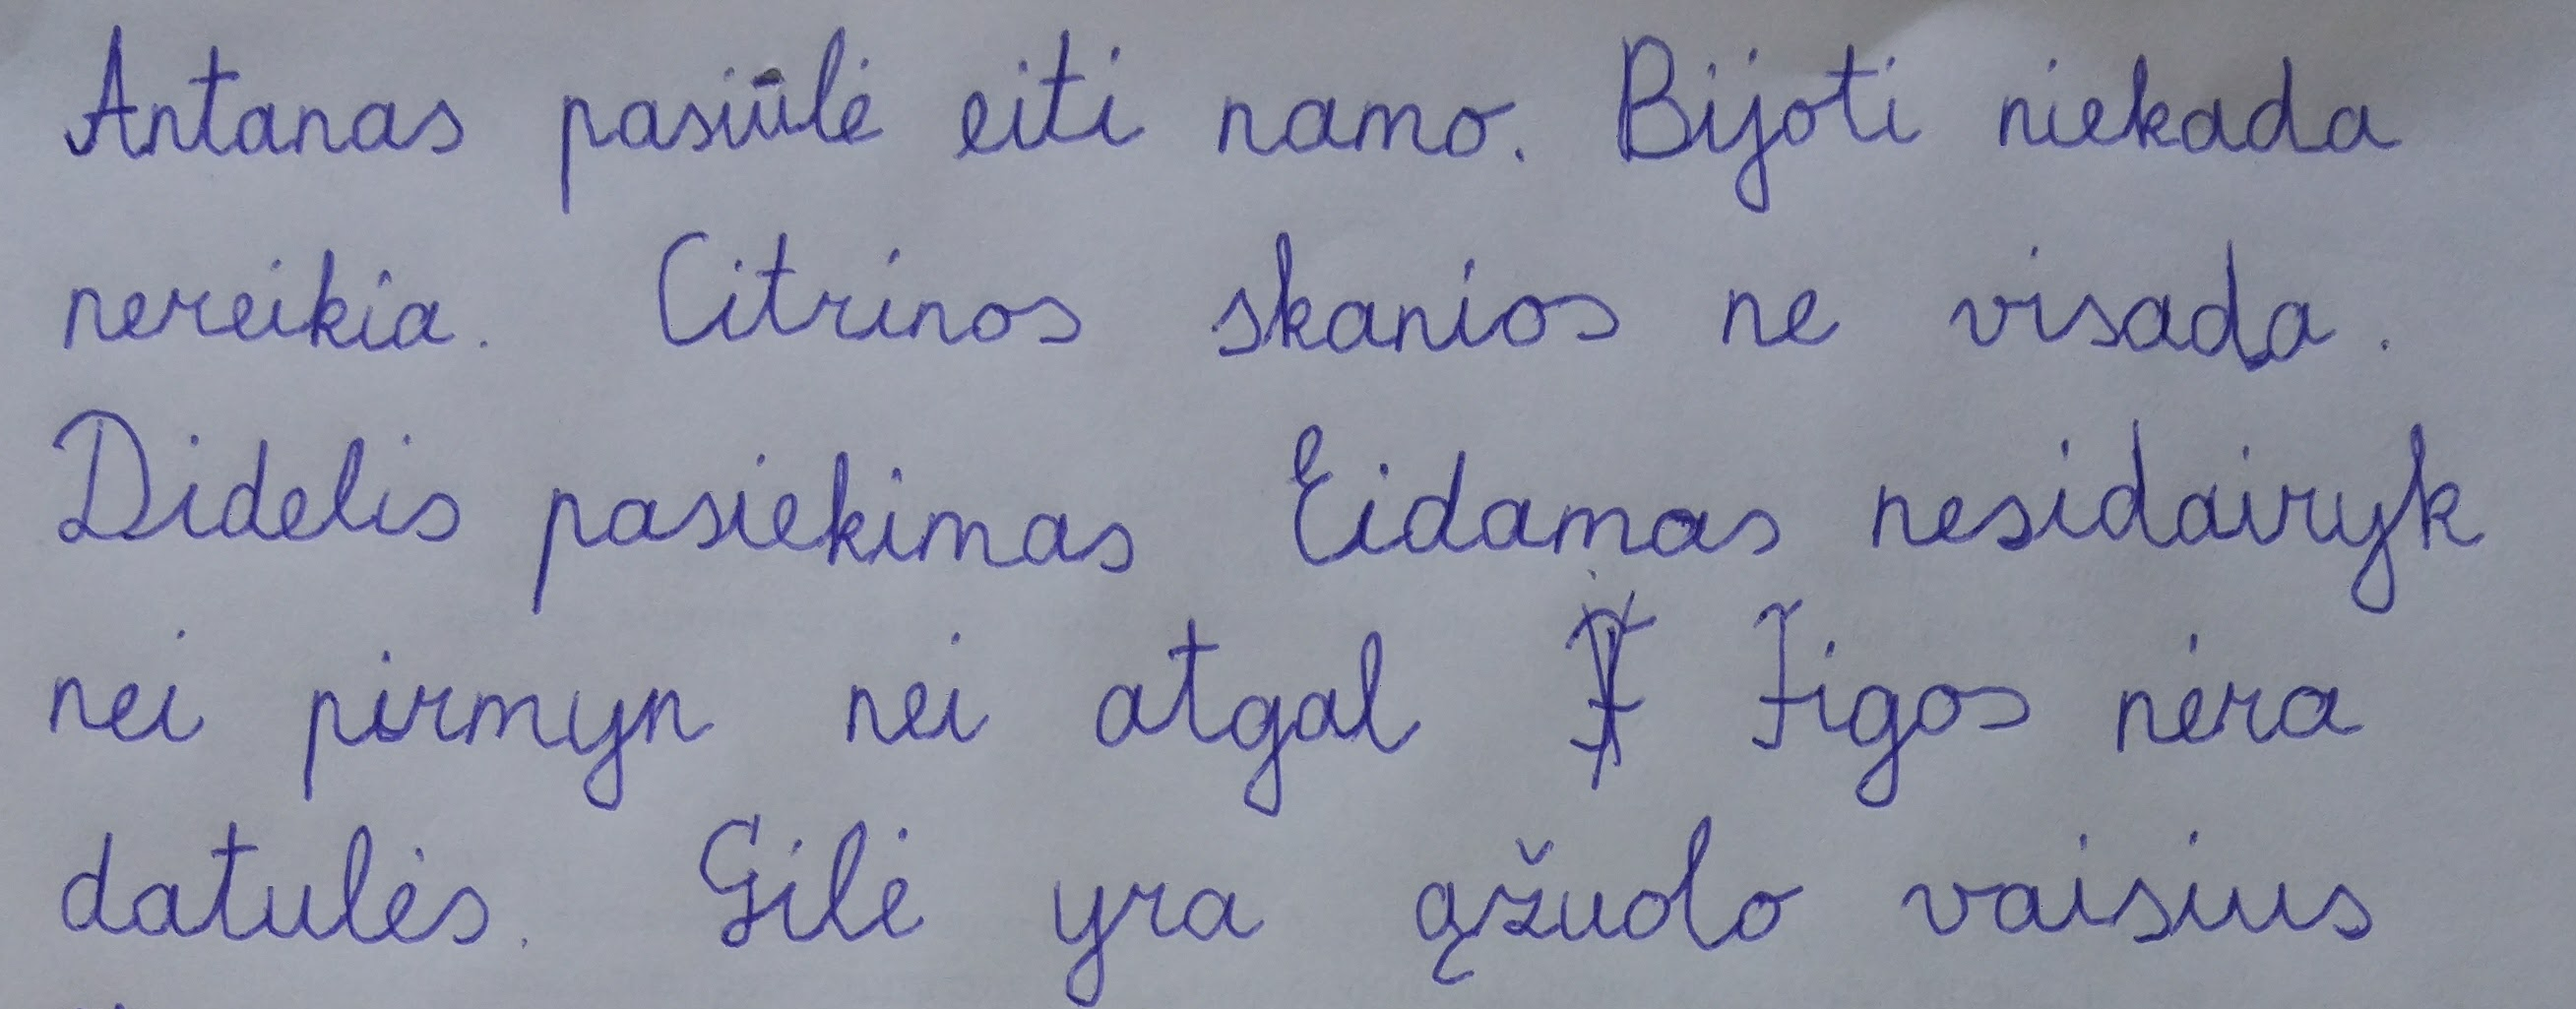 Antanas pasiūlė eiti namo. Bijoti niekada
nereikia. Citrinos skanios ne visada.
Didelis pasiekimas Eidamas nesidairyk
nei pirmyn nei atgal Figos nėra
datulės. Gilė yra ąžuolo vaisius